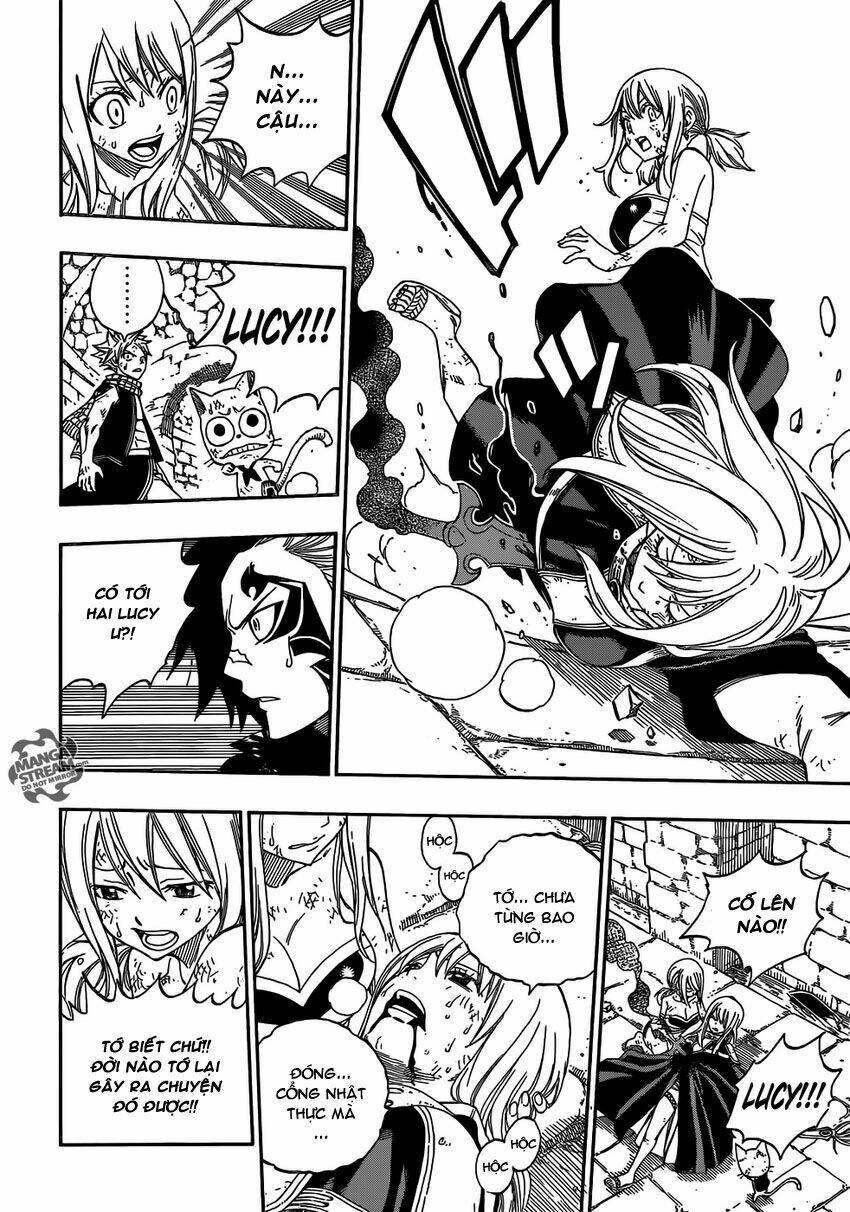 N...
NÀY...
CẬU...
......
LUCY!!!
CÓ TỚI
HAI LUCY
Ư?!
MANGA
STREAM.COM
DO NOT MIRROR
CỐ LÊN
NÀO!!
LUCY!!!
HỘC
HỘC
TỚ... CHƯA
TỪNG BAO
GIỜ...
ĐÓNG...
CỔNG NHẬT
THỰC MÀ
...
HỘC
HỘC
TỚ BIẾT CHỨ!!
ĐỜI NÀO TỚ LẠI
GÂY RA CHUYỆN
ĐÓ ĐƯỢC!!